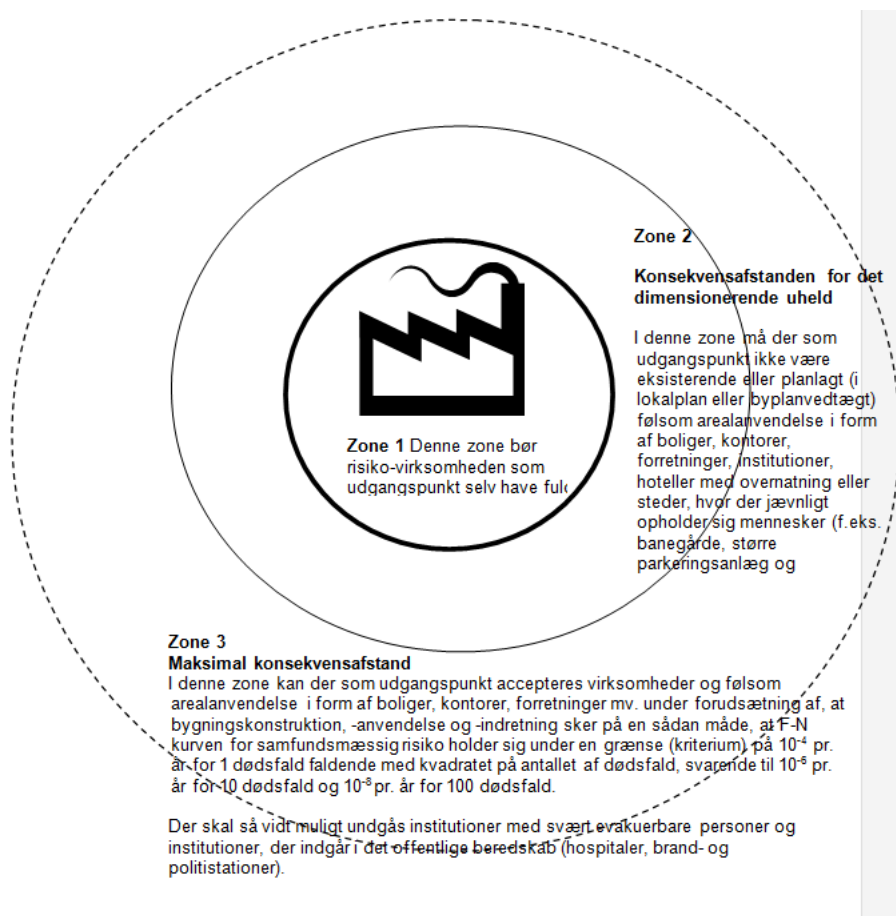 Zone 2
Konsekvensafstanden for det
dimensionerende uheld
I denne zone må der som
udgangspunkt ikke være
eksisterende eller planlagt (i
lokalplan eller byplanvedtægt)
følsom arealanvendelse i form
af boliger, kontorer,
forretninger, institutioner,
hoteller med overnatning eller
steder, hvor der jævnligt
opholder sig mennesker (f.eks.
banegårde, større
parkeringsanlæg og
Zone 1 Denne zone bør
risiko-virksomheden som
udgangspunkt selv have
Zone 3
Maksimal konsekvensafstand
I denne zone kan der som udgangspunkt accepteres virksomheder og følsom
arealanvendelse i form af boliger, kontorer, forretninger mv. under forudsætning af, at
bygningskonstruktion, -anvendelse og -indretning sker på en sådan måde, at F-N
kurven for samfundsmæssig risiko holder sig under en grænse (kriterium) på 10⁻⁴ pr.
år for 1 dødsfald faldende med kvadratet på antallet af dødsfald, svarende til 10⁻⁶ pr.
år for 10 dødsfald og 10⁻⁸ pr. år for 100 dødsfald.
Der skal så vidt muligt undgås institutioner med svært evakuerbare personer og
institutioner, der indgår i det offentlige beredskab (hospitaler, brand- og
politistationer).